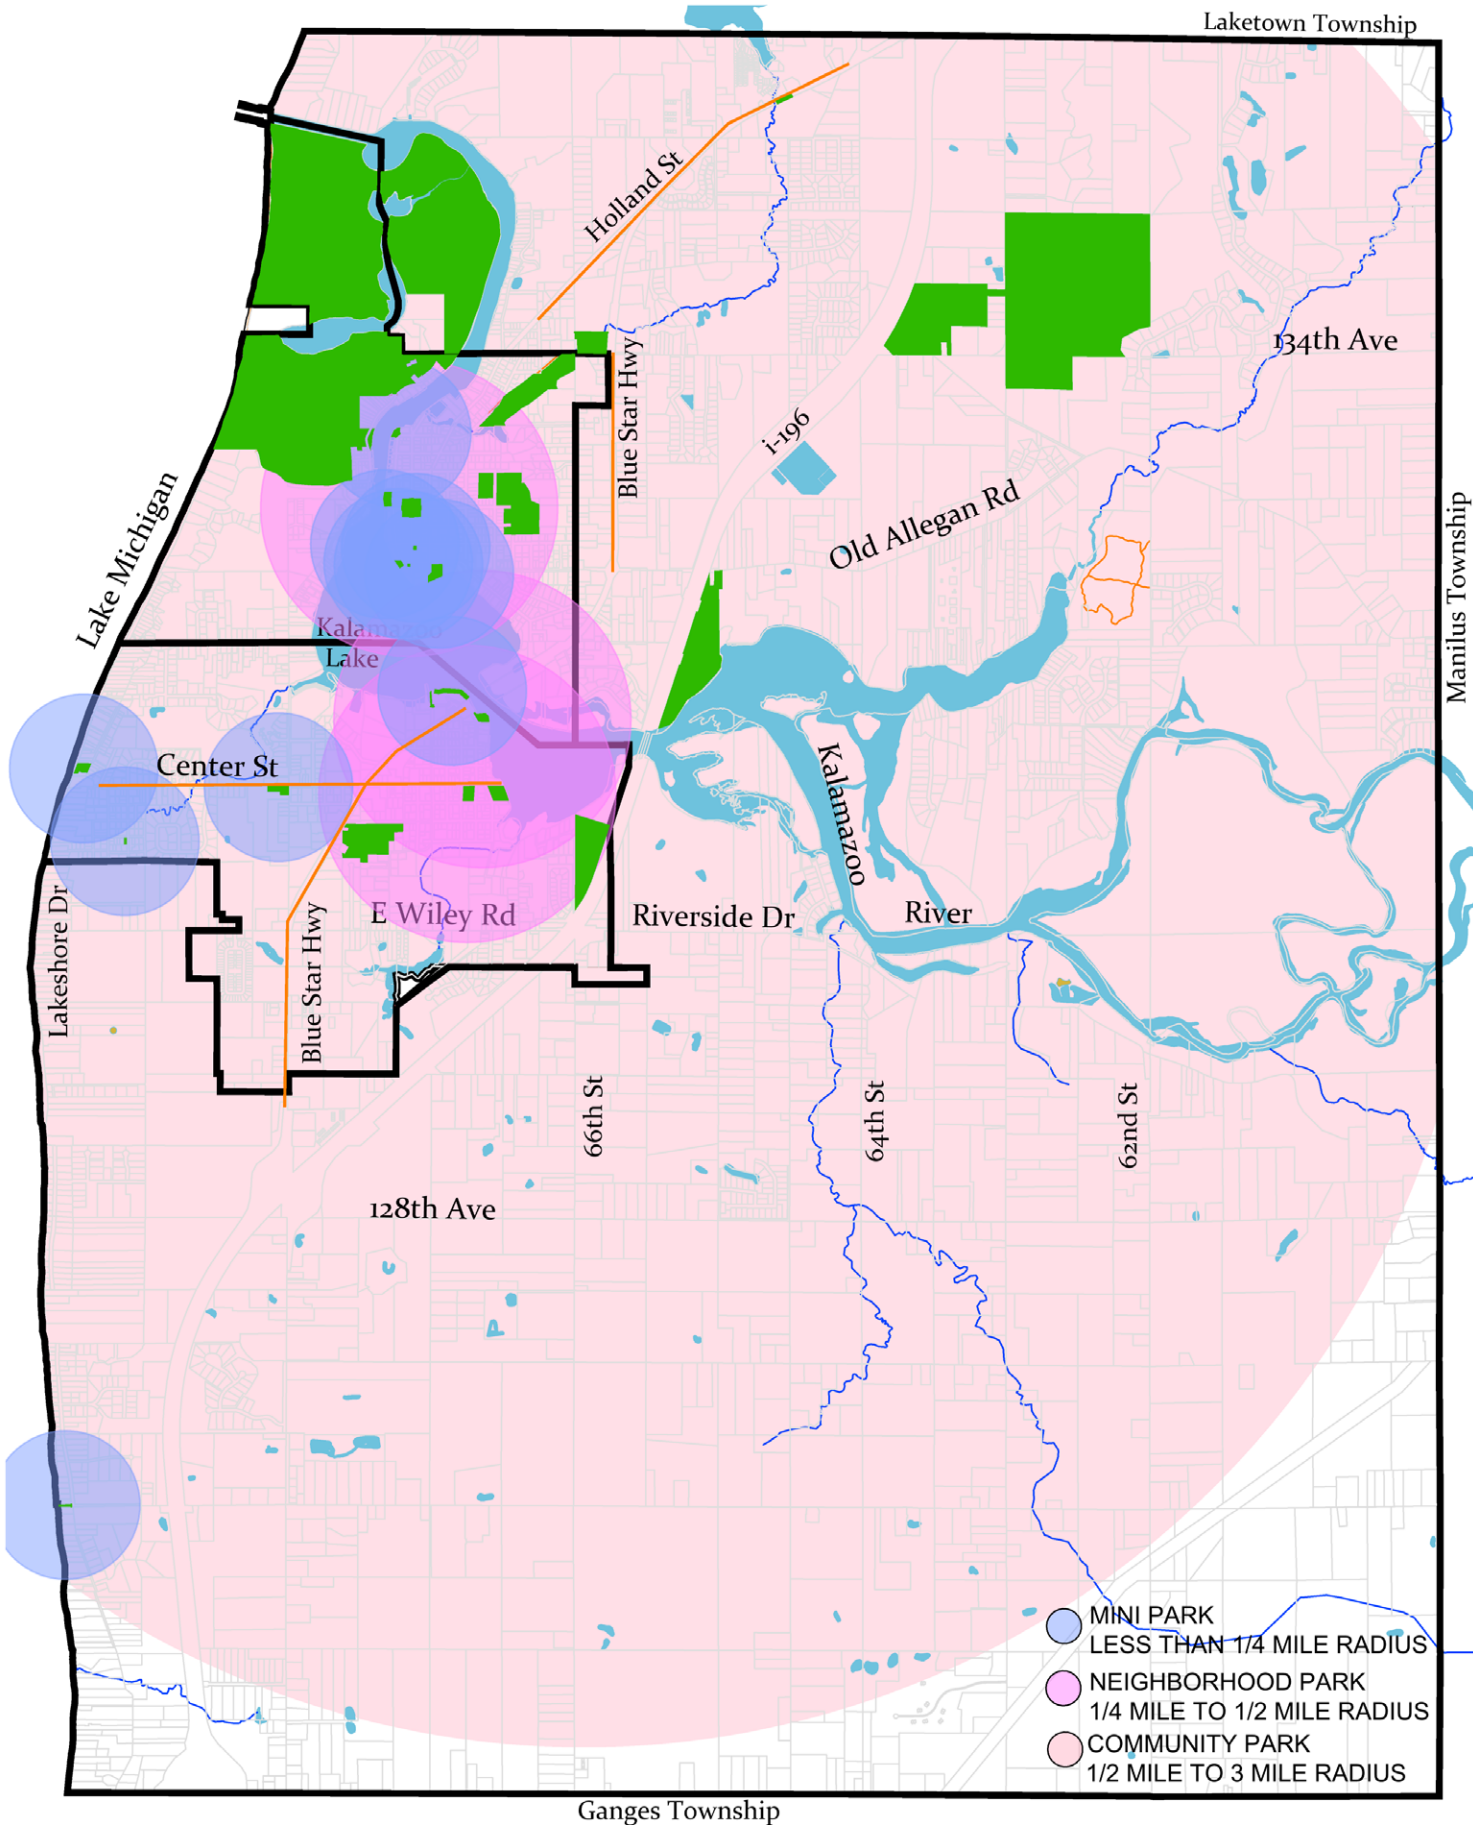 Laketown Township
Holland St
134th Ave
Blue Star Hwy
i-196
Old Allegan Rd
Lake Michigan
Manilus Township
Kalamazoo
Lake
Center St
Kalamazoo
River
Lakeshore Dr
E Wiley Rd
Riverside Dr
Blue Star Hwy
66th St
64th St
62nd St
128th Ave
MINI PARK
LESS THAN 1/4 MILE RADIUS
NEIGHBORHOOD PARK
1/4 MILE TO 1/2 MILE RADIUS
COMMUNITY PARK
1/2 MILE TO 3 MILE RADIUS
Ganges Township